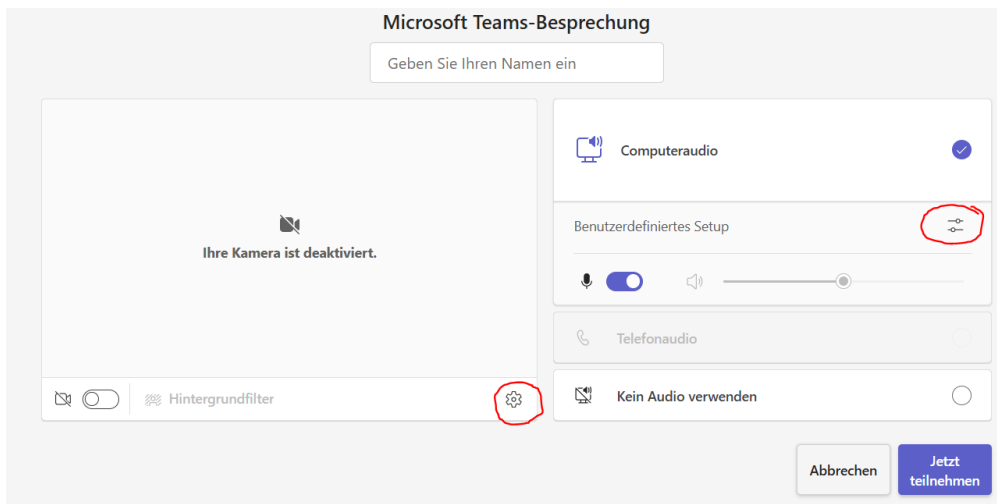 Microsoft Teams-Besprechung
Geben Sie Ihren Namen ein
Ihre Kamera ist deaktiviert.
Hintergrundfilter
Computeraudio
Benutzerdefiniertes Setup
Telefonaudio
Kein Audio verwenden
Abbrechen
Jetzt
teilnehmen